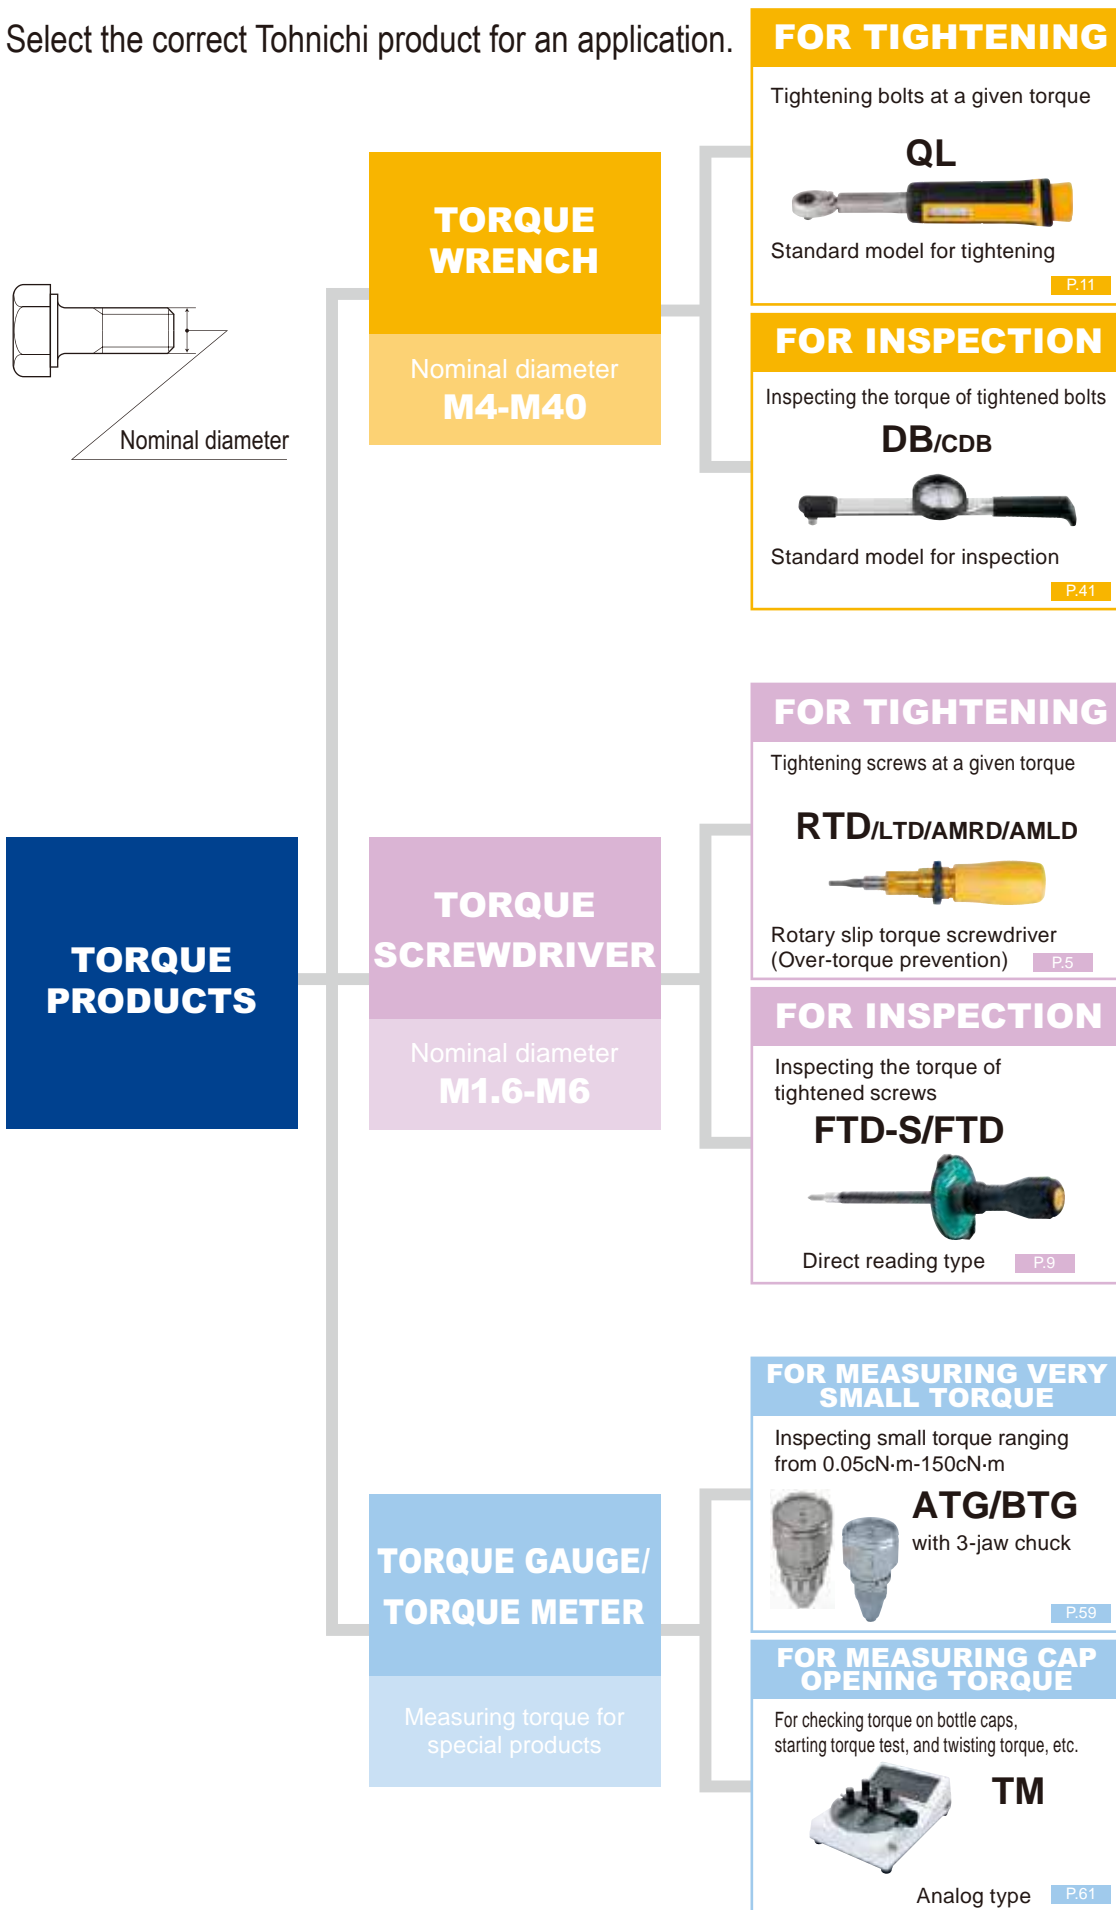 Select the correct Tohnichi product for an application.
Nominal diameter
TORQUE
PRODUCTS
TORQUE
WRENCH
Nominal diameter
M4-M40
FOR TIGHTENING
Tightening bolts at a given torque
QL
Standard model for tightening
P.11
FOR INSPECTION
Inspecting the torque of tightened bolts
DB/CDB
Standard model for inspection
P.41
TORQUE
SCREWDRIVER
Nominal diameter
M1.6-M6
FOR TIGHTENING
Tightening screws at a given torque
RTD/LTD/AMRD/AMLD
Rotary slip torque screwdriver
(Over-torque prevention)
P.5
FOR INSPECTION
Inspecting the torque of
tightened screws
FTD-S/FTD
Direct reading type
P.9
TORQUE GAUGE/
TORQUE METER
Measuring torque for
special products
FOR MEASURING VERY
SMALL TORQUE
Inspecting small torque ranging
from 0.05cN·m-150cN·m
ATG/BTG
with 3-jaw chuck
P.59
FOR MEASURING CAP
OPENING TORQUE
For checking torque on bottle caps,
starting torque test, and twisting torque, etc.
TM
Analog type
P.61